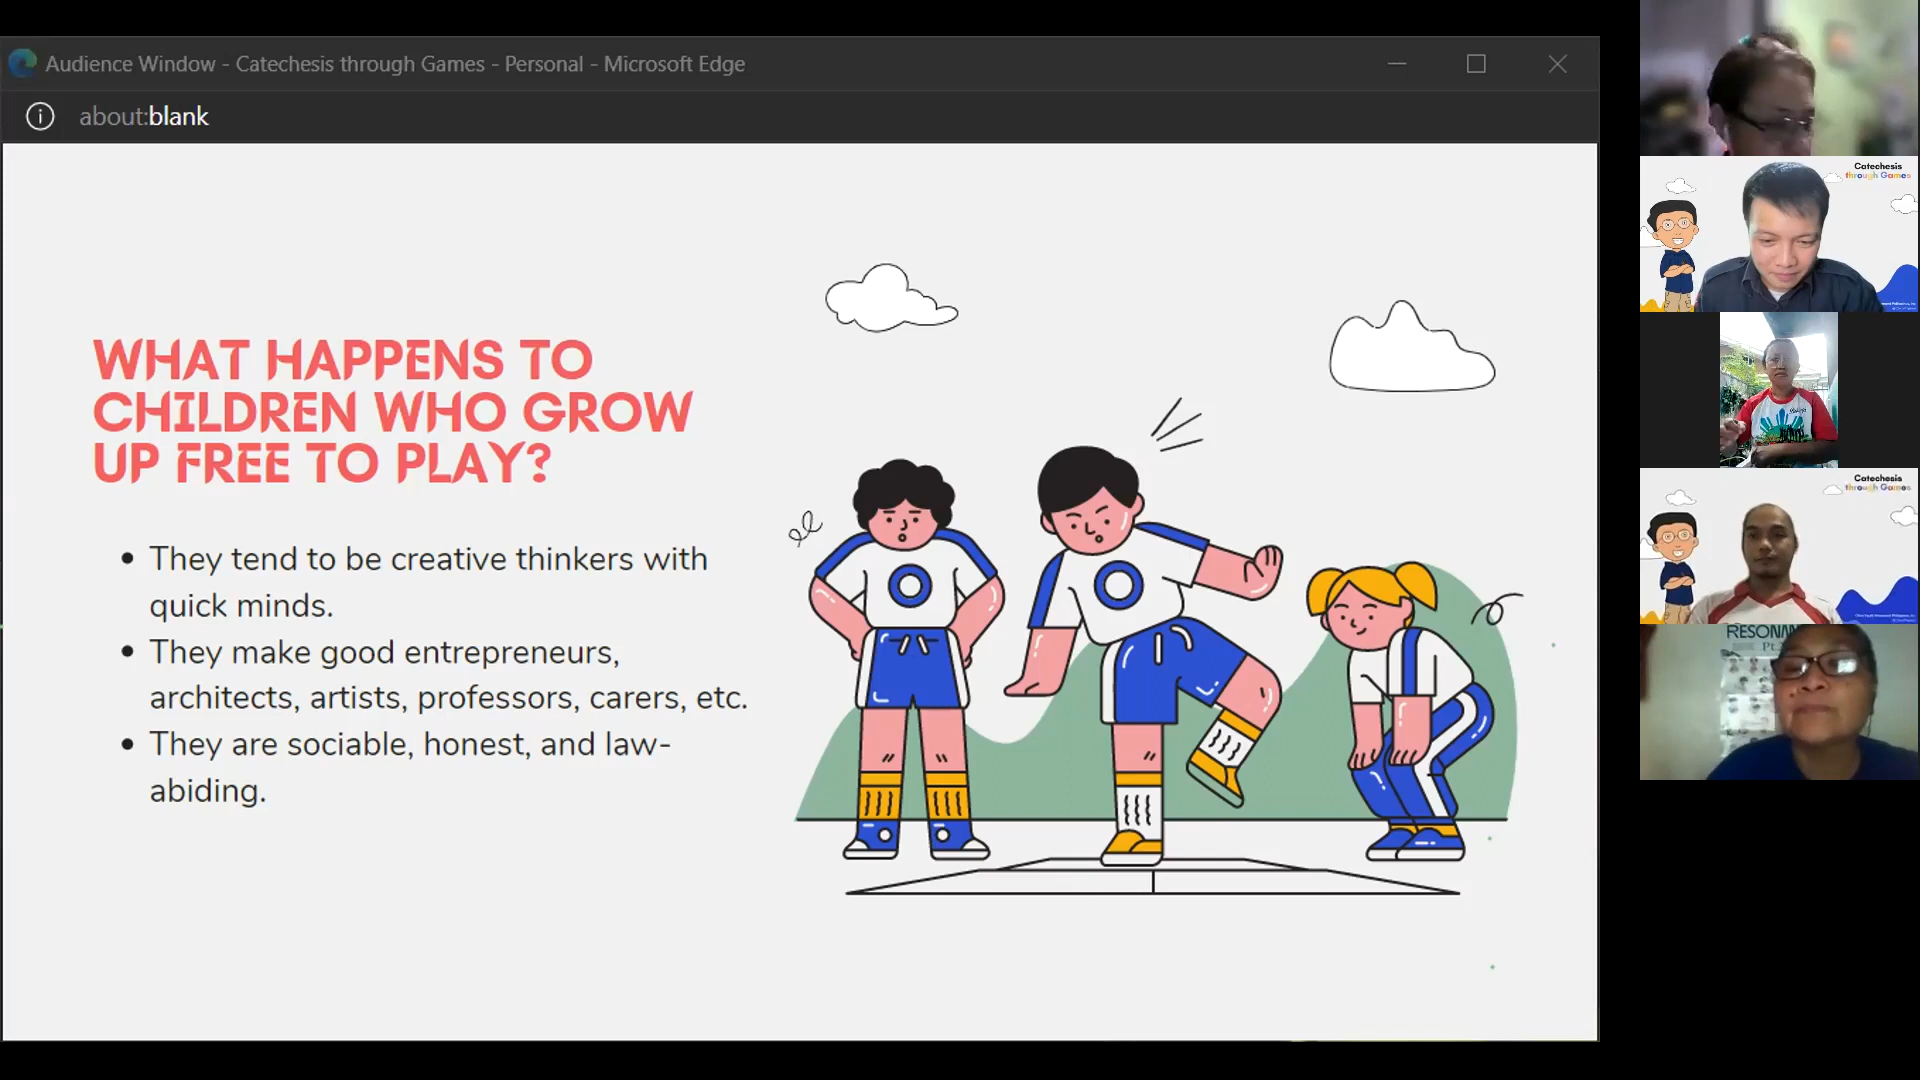 Audience Window - Catechesis through Games - Personal - Microsoft Edge
about:blank
WHAT HAPPENS TO
CHILDREN WHO GROW
UP FREE TO PLAY?
• They tend to be creative thinkers with
quick minds.
• They make good entrepreneurs,
architects, artists, professors, carers, etc.
• They are sociable, honest, and law-
abiding.
Catechesis
through Games
Catechesis
through Games
RESONAN